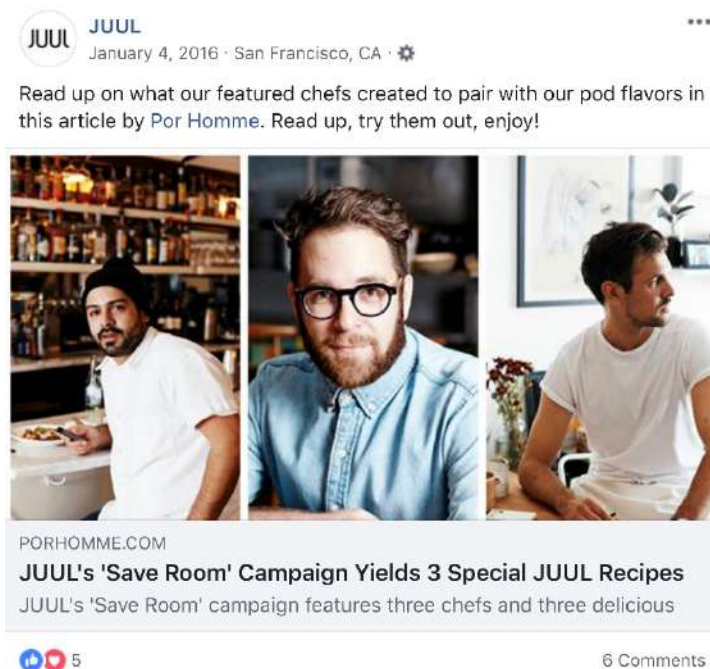 JUUL
JUUL
January 4, 2016 · San Francisco, CA ·
Read up on what our featured chefs created to pair with our pod flavors in
this article by Por Homme. Read up, try them out, enjoy!
PORHOMME.COM
JUUL's 'Save Room' Campaign Yields 3 Special JUUL Recipes
JUUL's 'Save Room' campaign features three chefs and three delicious
5
6 Comments